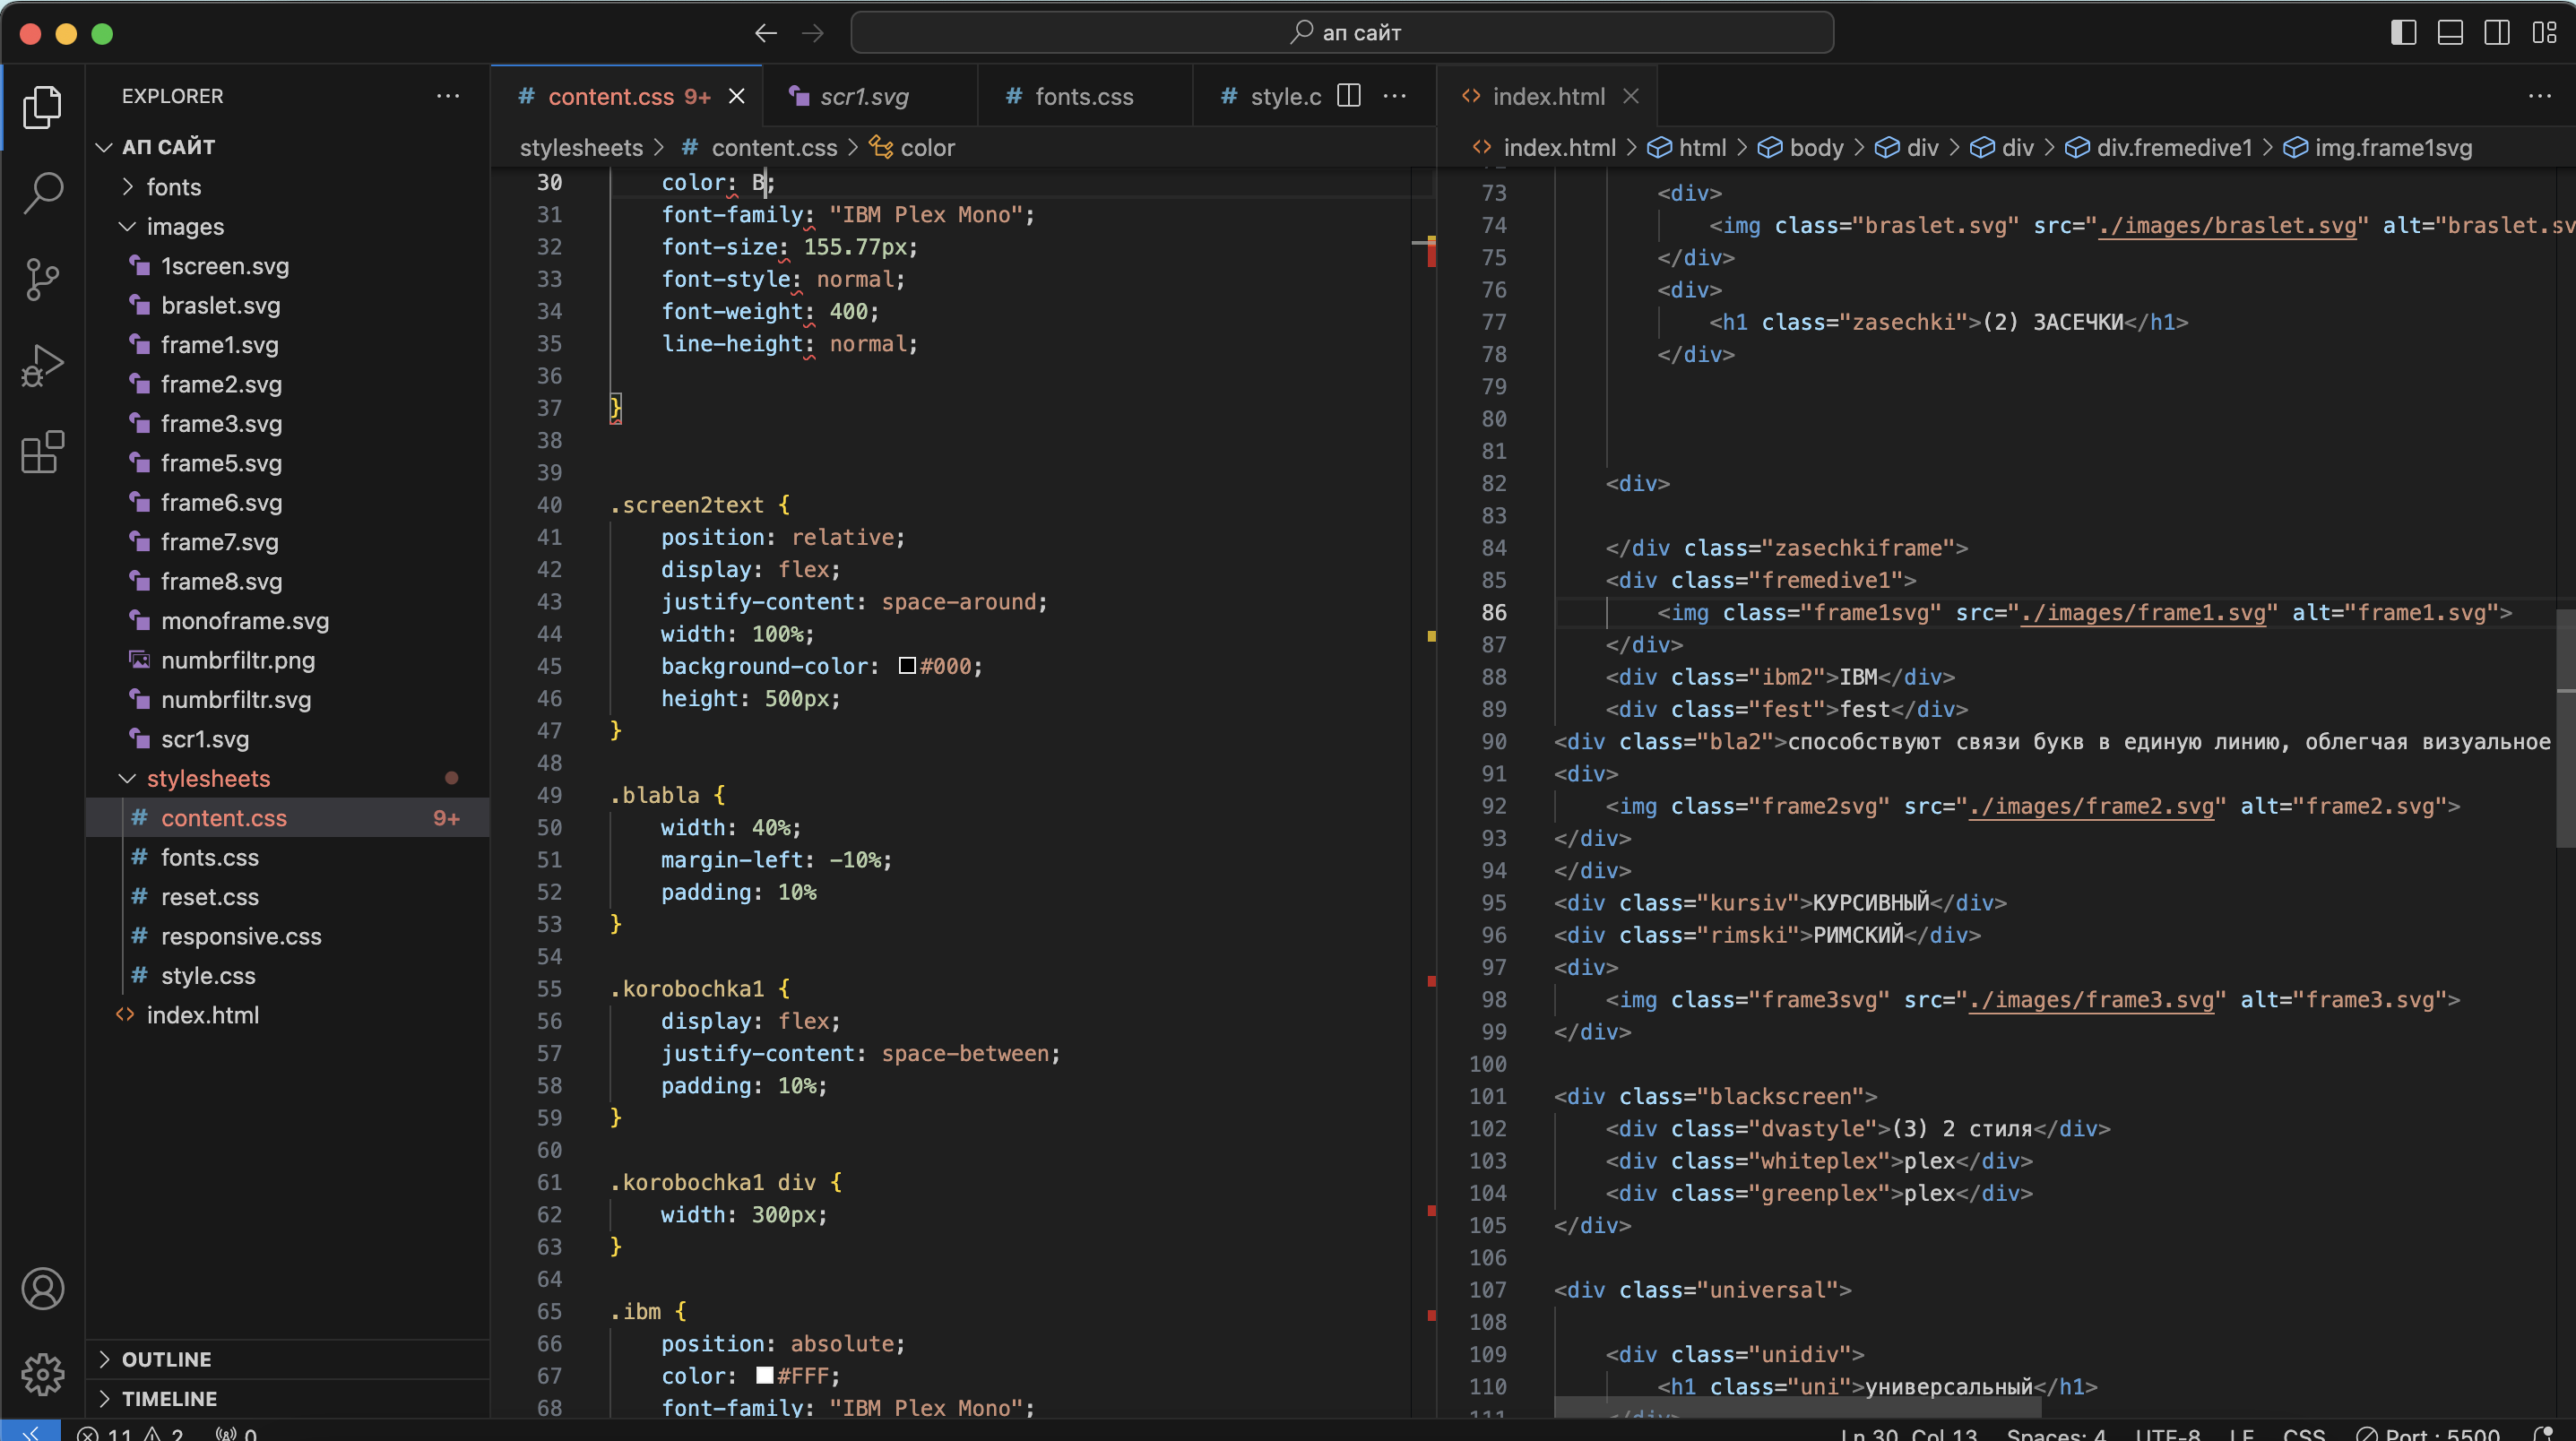 ап сайт
EXPLORER
АП САЙТ
fonts
images
1screen.svg
braslet.svg
frame1.svg
frame2.svg
frame3.svg
frame5.svg
frame6.svg
frame7.svg
frame8.svg
monoframe.svg
numbrfiltr.png
numbrfiltr.svg
scr1.svg
stylesheets
content.css 9+
fonts.css
reset.css
responsive.css
style.css
index.html
OUTLINE
TIMELINE
content.css 9+ scr1.svg fonts.css style.c
stylesheets > content.css > color
30 color: B;
31 font-family: "IBM Plex Mono";
32 font-size: 155.77px;
33 font-style: normal;
34 font-weight: 400;
35 line-height: normal;
36
37 }
38
39
40 .screen2text {
41 position: relative;
42 display: flex;
43 justify-content: space-around;
44 width: 100%;
45 background-color: #000;
46 height: 500px;
47 }
48
49 .blabla {
50 width: 40%;
51 margin-left: -10%;
52 padding: 10%
53 }
54
55 .korobochka1 {
56 display: flex;
57 justify-content: space-between;
58 padding: 10%;
59 }
60
61 .korobochka1 div {
62 width: 300px;
63 }
64
65 .ibm {
66 position: absolute;
67 color: #FFF;
68 font-family: "IBM Plex Mono";
index.html
index.html > html > body > div > div > div.fremedive1 > img.frame1svg
73 <div>
74 <img class="braslet.svg" src="./images/braslet.svg" alt="braslet.sv
75 </div>
76 <div>
77 <h1 class="zasechki">(2) ЗАСЕЧКИ</h1>
78 </div>
79
80
81
82 <div>
83
84 </div class="zasechkiframe">
85 <div class="fremedive1">
86 <img class="frame1svg" src="./images/frame1.svg" alt="frame1.svg">
87 </div>
88 <div class="ibm2">IBM</div>
89 <div class="fest">fest</div>
90 <div class="bla2">способствуют связи букв в единую линию, облегчая визуальное
91 <div>
92 <img class="frame2svg" src="./images/frame2.svg" alt="frame2.svg">
93 </div>
94 </div>
95 <div class="kursiv">КУРСИВНЫЙ</div>
96 <div class="rimski">РИМСКИЙ</div>
97 <div>
98 <img class="frame3svg" src="./images/frame3.svg" alt="frame3.svg">
99 </div>
100
101 <div class="blackscreen">
102 <div class="dvastyle">(3) 2 стиля</div>
103 <div class="whiteplex">plex</div>
104 <div class="greenplex">plex</div>
105 </div>
106
107 <div class="universal">
108
109 <div class="unidiv">
110 <h1 class="uni">универсальный</h1>
111 </div>
11 2 0
Ln 30, Col 13 Spaces: 4 UTF-8 LF CSS Port : 5500